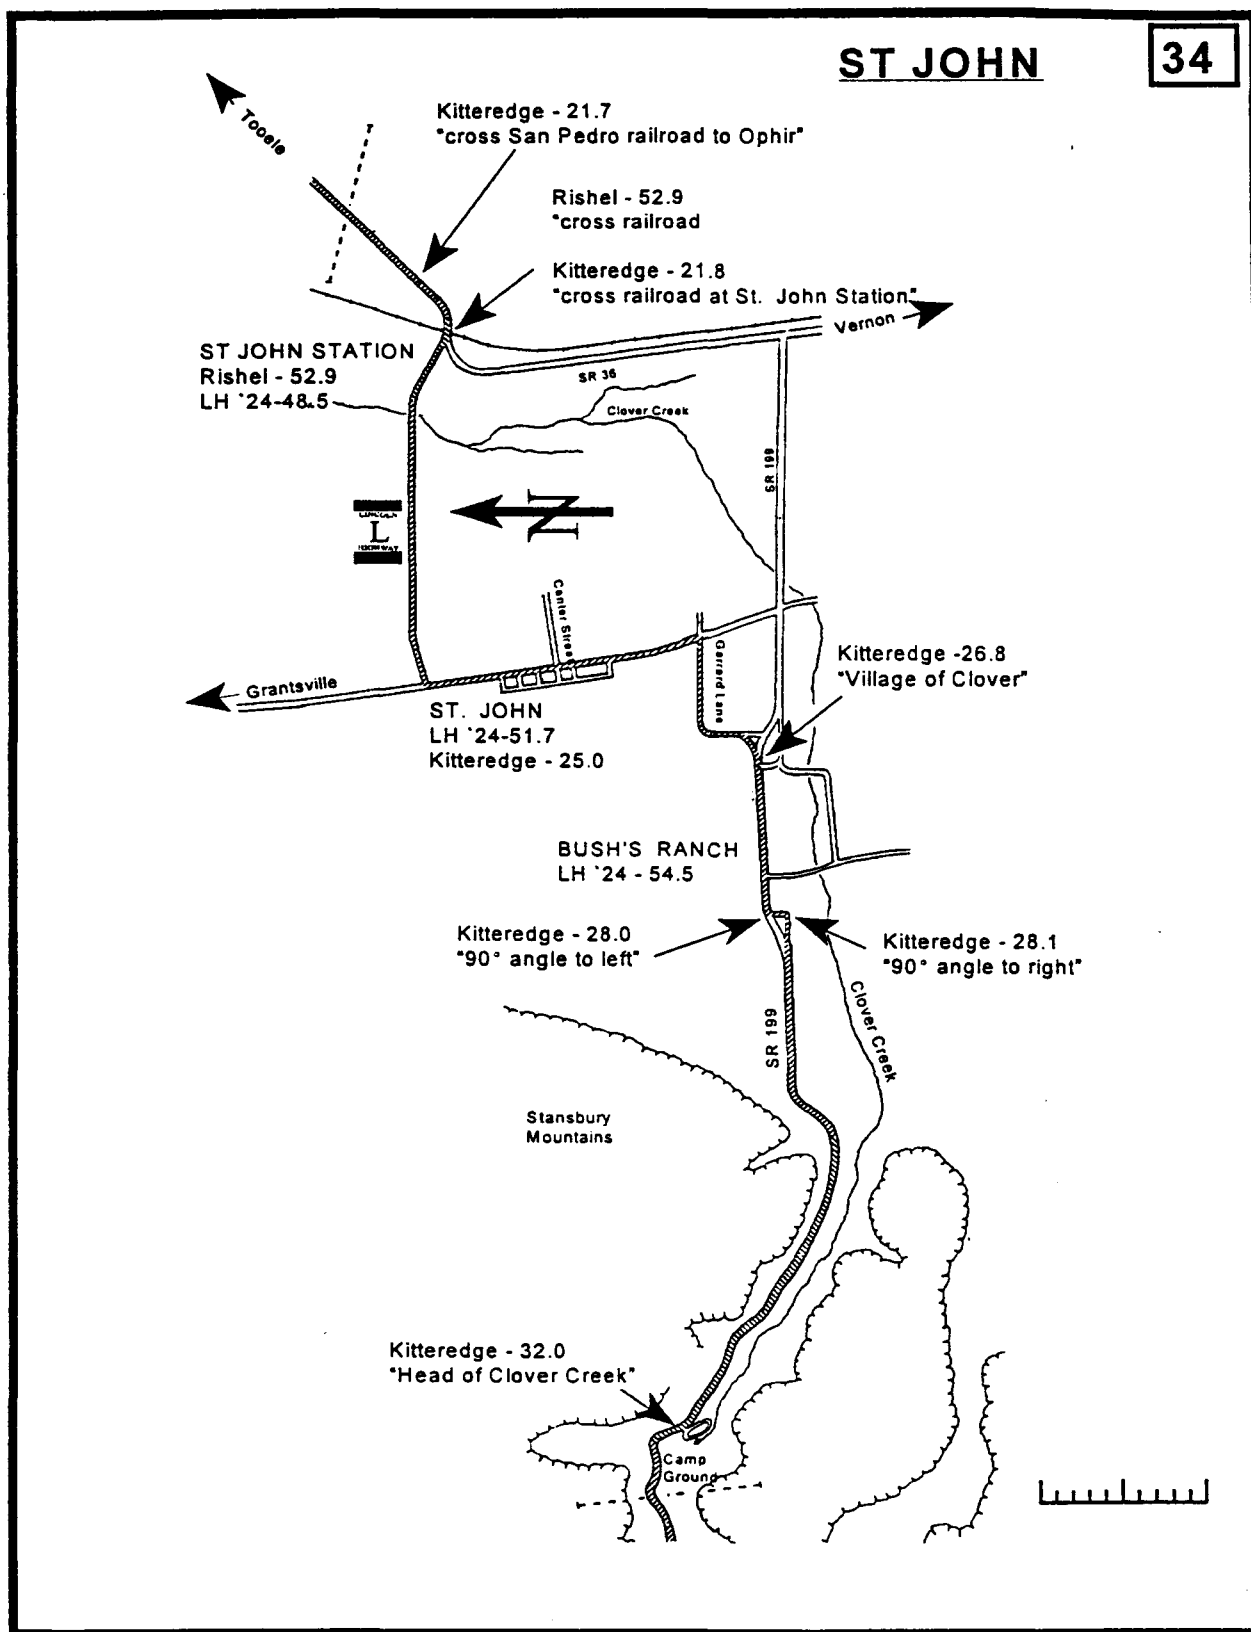 ST JOHN
34
Tooele
Kitteredge - 21.7
"cross San Pedro railroad to Ophir"
Rishel - 52.9
"cross railroad
Kitteredge - 21.8
"cross railroad at St. John Station"
Vernon
ST JOHN STATION
Rishel - 52.9
LH '24-48.5
SR 36
Clover Creek
SR 199
N
LINCOLN
L
HIGHWAY
Center Street
Garrard Lane
Grantsville
Kitteredge -26.8
"Village of Clover"
ST. JOHN
LH '24-51.7
Kitteredge - 25.0
BUSH'S RANCH
LH '24 - 54.5
Kitteredge - 28.0
"90° angle to left"
Kitteredge - 28.1
"90° angle to right"
SR 199
Clover Creek
Stansbury
Mountains
Kitteredge - 32.0
"Head of Clover Creek"
Camp
Ground